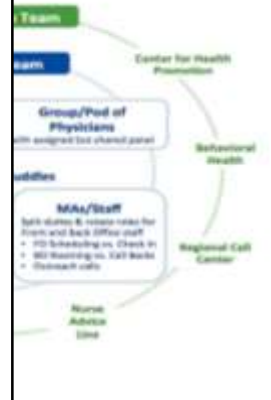 Team
Center for Health
Promotion
eam
Group/Pod of
Physicians
with assigned but shared panel
Behavioral
Health
uddles
MAs/Staff
Split duties & rotate roles for
Front and Back Office staff
• FO Scheduling vs. Check In
• BO Rooming vs. Call Backs
• Outreach calls
Regional Call
Center
Nurse
Advice
Line